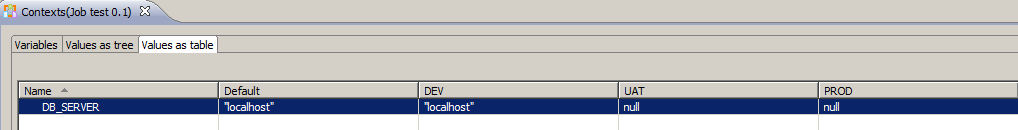 Contexts(Job test 0.1)
Variables Values as tree Values as table
Name Default DEV UAT PROD
DB_SERVER "localhost" "localhost" null null